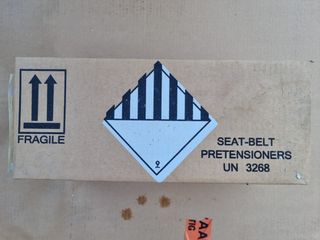 FRAGILE
9
SEAT-BELT
PRETENSIONERS
UN 3268